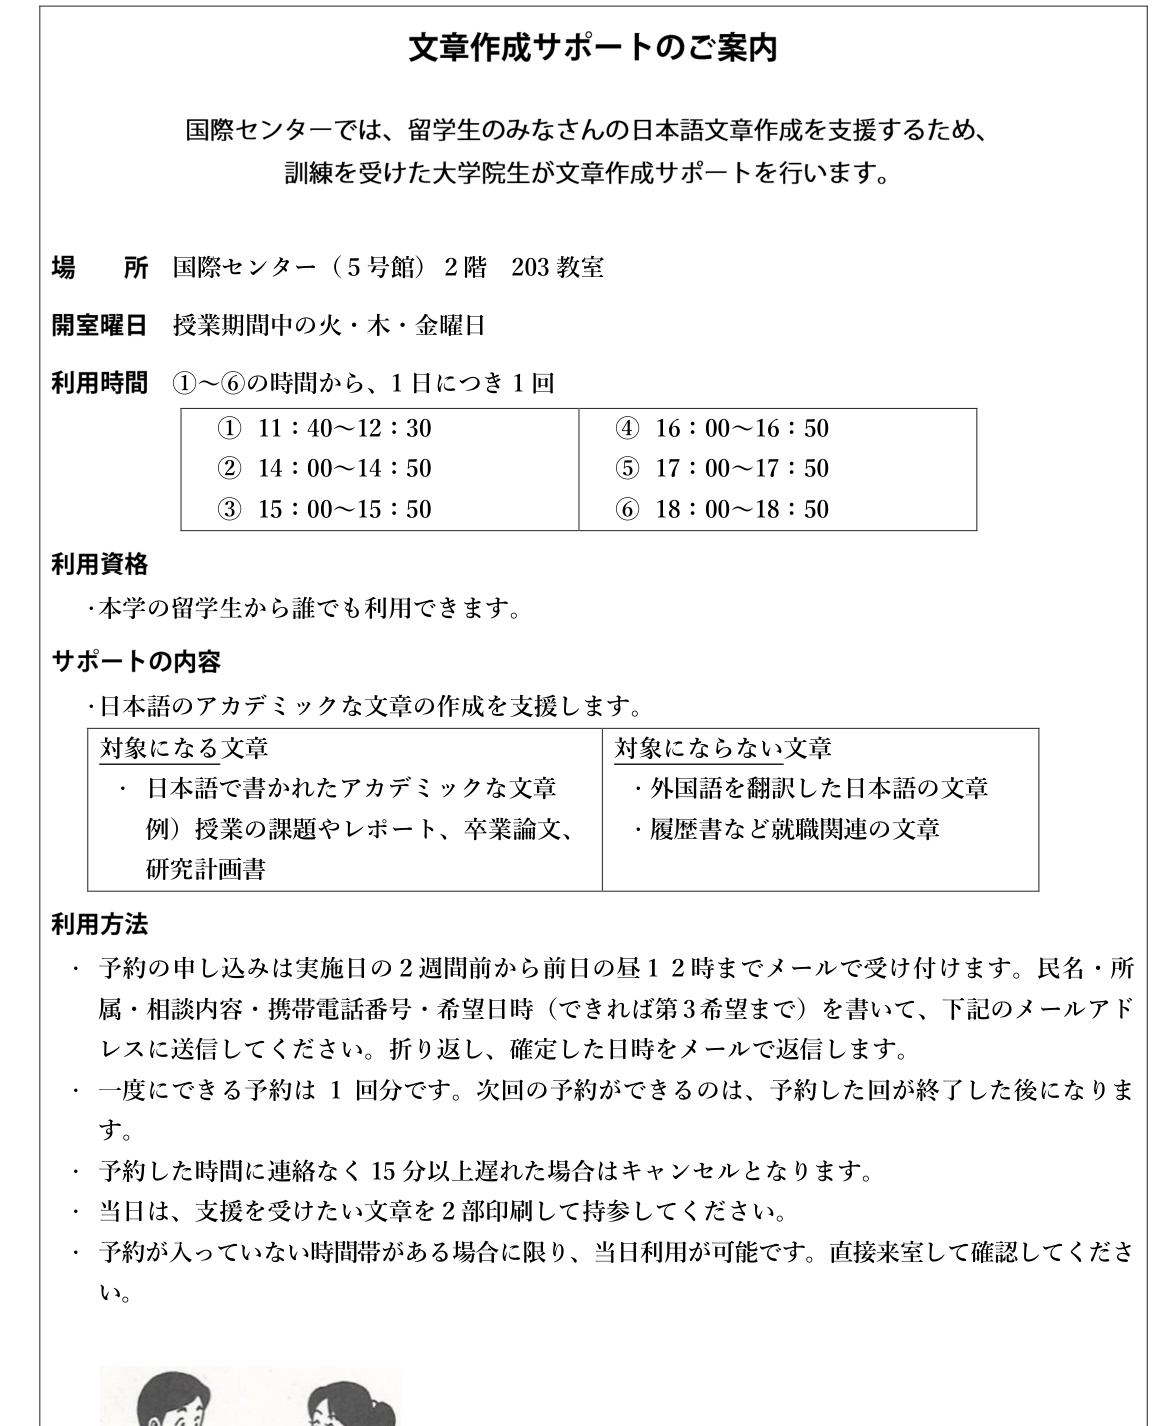 文章作成サポートのご案内
国際センターでは、留学生のみなさんの日本語文章作成を支援するため、
訓練を受けた大学院生が文章作成サポートを行います。
場　　所　国際センター（５号館）２階　203 教室
開室曜日　授業期間中の火・木・金曜日
利用時間　①～⑥の時間から、1 日につき 1 回
① 11：40～12：30
② 14：00～14：50
③ 15：00～15：50
④ 16：00～16：50
⑤ 17：00～17：50
⑥ 18：00～18：50
利用資格
·本学の留学生から誰でも利用できます。
サポートの内容
·日本語のアカデミックな文章の作成を支援します。
対象になる文章
· 日本語で書かれたアカデミックな文章
例）授業の課題やレポート、卒業論文、
研究計画書
対象にならない文章
· 外国語を翻訳した日本語の文章
· 履歴書など就職関連の文章
利用方法
· 予約の申し込みは実施日の２週間前から前日の昼１２時までメールで受け付けます。民名・所
属・相談内容・携帯電話番号・希望日時（できれば第３希望まで）を書いて、下記のメールアド
レスに送信してください。折り返し、確定した日時をメールで返信します。
· 一度にできる予約は 1 回分です。次回の予約ができるのは、予約した回が終了した後になりま
す。
· 予約した時間に連絡なく 15 分以上遅れた場合はキャンセルとなります。
· 当日は、支援を受けたい文章を２部印刷して持参してください。
· 予約が入っていない時間帯がある場合に限り、当日利用が可能です。直接来室して確認してくださ
い。